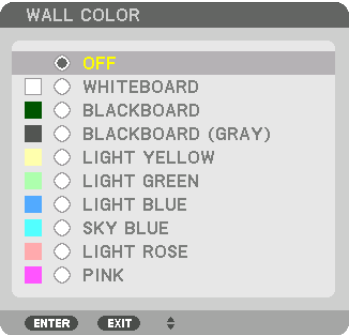 WALL COLOR
OFF
WHITEBOARD
BLACKBOARD
BLACKBOARD (GRAY)
LIGHT YELLOW
LIGHT GREEN
LIGHT BLUE
SKY BLUE
LIGHT ROSE
PINK
ENTER EXIT